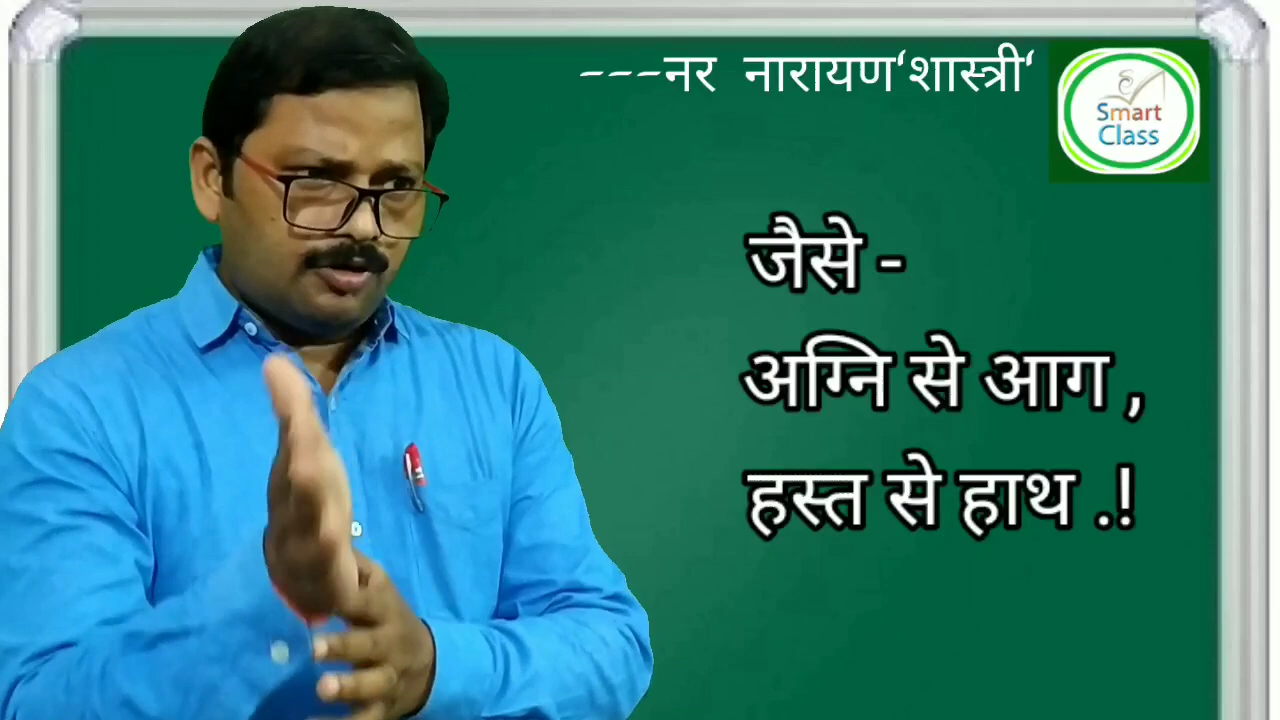 ---नर नारायण‘शास्त्री‘
Smart
Class
जैसे -
अग्नि से आग ,
हस्त से हाथ .!